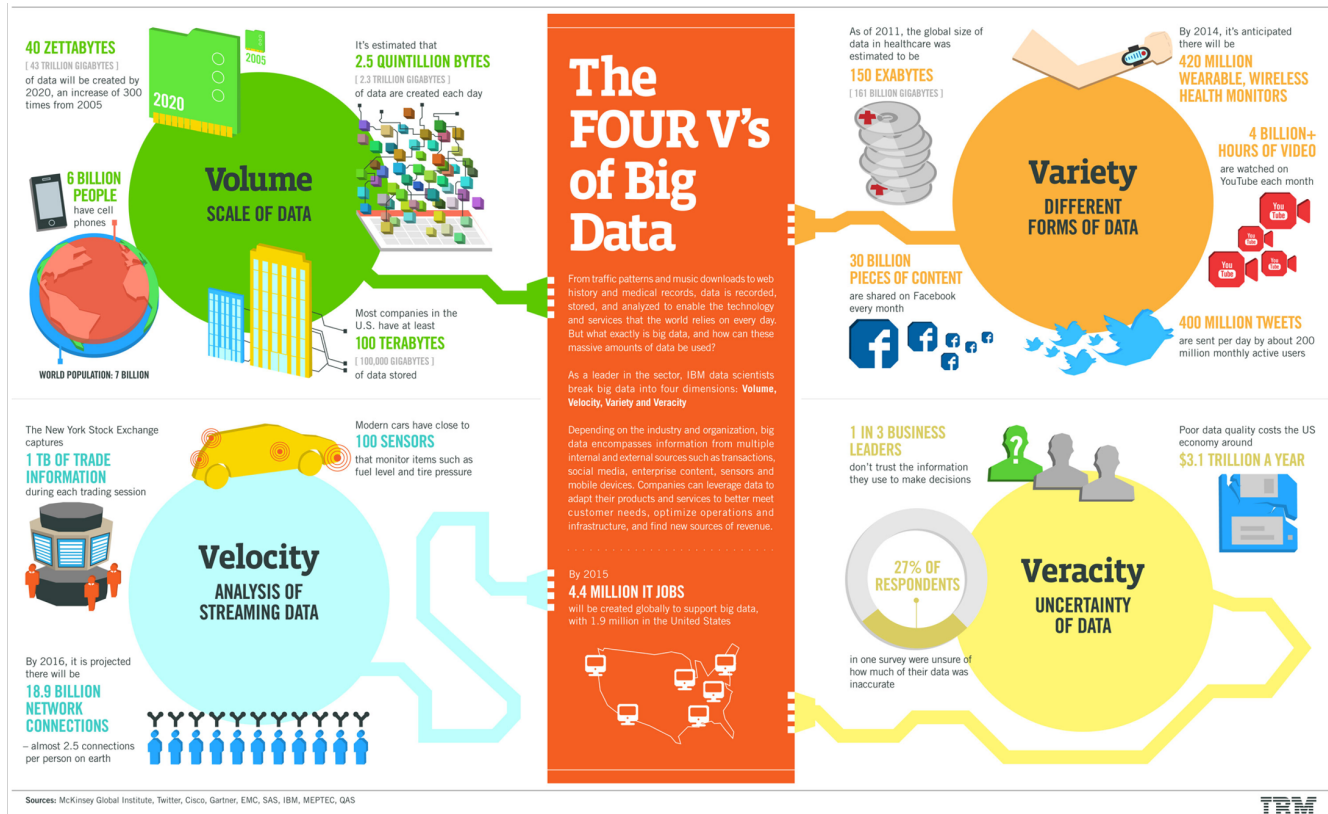 40 ZETTABYTES
[ 43 TRILLION GIGABYTES ]
of data will be created by
2020, an increase of 300
times from 2005
2005
2020
It's estimated that
2.5 QUINTILLION BYTES
[ 2.3 TRILLION GIGABYTES ]
of data are created each day
6 BILLION
PEOPLE
have cell
phones
WORLD POPULATION: 7 BILLION
Volume
SCALE OF DATA
Most companies in the
U.S. have at least
100 TERABYTES
[ 100,000 GIGABYTES ]
of data stored
The New York Stock Exchange
captures
1 TB OF TRADE
INFORMATION
during each trading session
Modern cars have close to
100 SENSORS
that monitor items such as
fuel level and tire pressure
Velocity
ANALYSIS OF
STREAMING DATA
By 2016, it is projected
there will be
18.9 BILLION
NETWORK
CONNECTIONS
– almost 2.5 connections
per person on earth
The
FOUR V's
of Big
Data
From traffic patterns and music downloads to web
history and medical records, data is recorded,
stored, and analyzed to enable the technology
and services that the world relies on every day.
But what exactly is big data, and how can these
massive amounts of data be used?
As a leader in the sector, IBM data scientists
break big data into four dimensions: Volume,
Velocity, Variety and Veracity
Depending on the industry and organization, big
data encompasses information from multiple
internal and external sources such as transactions,
social media, enterprise content, sensors and
mobile devices. Companies can leverage data to
adapt their products and services to better meet
customer needs, optimize operations and
infrastructure, and find new sources of revenue.
By 2015
4.4 MILLION IT JOBS
will be created globally to support big data,
with 1.9 million in the United States
As of 2011, the global size of
data in healthcare was
estimated to be
150 EXABYTES
[ 161 BILLION GIGABYTES ]
By 2014, it's anticipated
there will be
420 MILLION
WEARABLE, WIRELESS
HEALTH MONITORS
4 BILLION+
HOURS OF VIDEO
are watched on
YouTube each month
You
Tube
You
Tube
You
Tube
You
Tube
Variety
DIFFERENT
FORMS OF DATA
30 BILLION
PIECES OF CONTENT
are shared on Facebook
every month
f
f
f
f
f
f
400 MILLION TWEETS
are sent per day by about 200
million monthly active users
1 IN 3 BUSINESS
LEADERS
don't trust the information
they use to make decisions
?
Poor data quality costs the US
economy around
$3.1 TRILLION A YEAR
27% OF
RESPONDENTS
in one survey were unsure of
how much of their data was
inaccurate
Veracity
UNCERTAINTY
OF DATA
Sources: McKinsey Global Institute, Twitter, Cisco, Gartner, EMC, SAS, IBM, MEPTEC, QAS
TRM